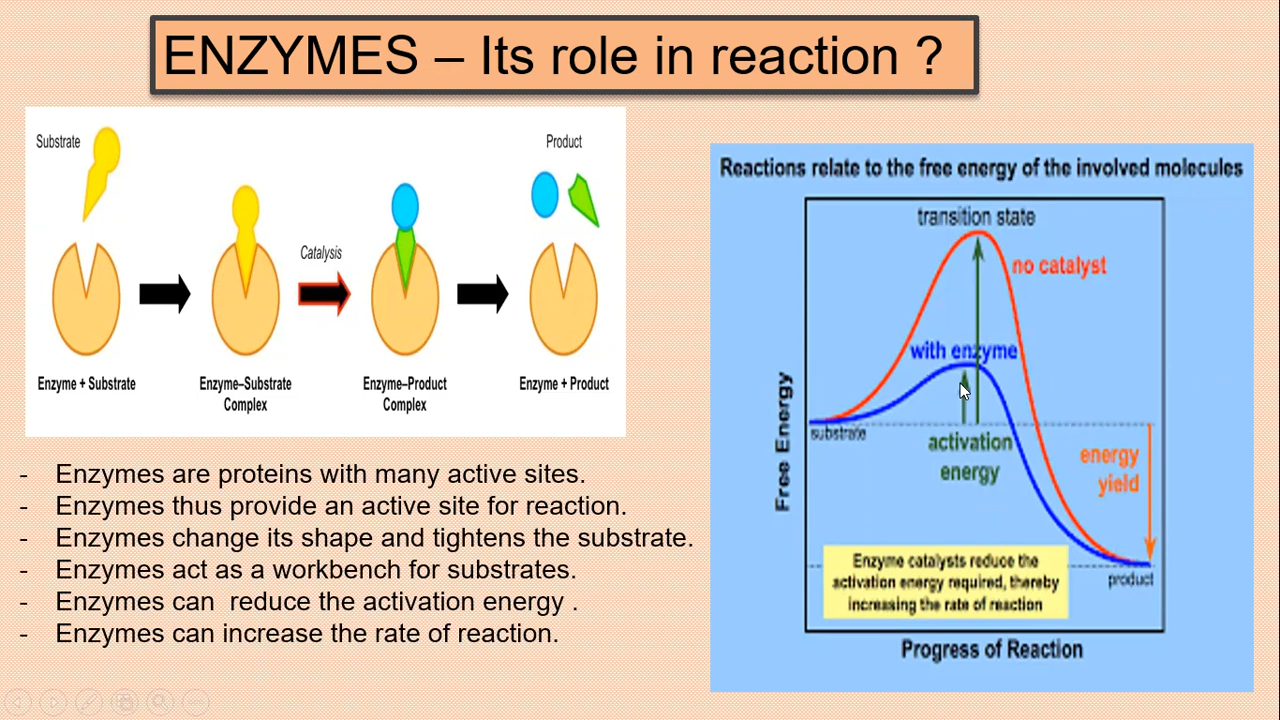 ENZYMES – Its role in reaction ?
Substrate
Product
Catalysis
Enzyme + Substrate
Enzyme–Substrate
Complex
Enzyme–Product
Complex
Enzyme + Product
- Enzymes are proteins with many active sites.
- Enzymes thus provide an active site for reaction.
- Enzymes change its shape and tightens the substrate.
- Enzymes act as a workbench for substrates.
- Enzymes can  reduce the activation energy .
- Enzymes can increase the rate of reaction.
Reactions relate to the free energy of the involved molecules
transition state
no catalyst
with enzyme
substrate
activation
energy
energy
yield
Free Energy
Enzyme catalysts reduce the
activation energy required, thereby
increasing the rate of reaction
product
Progress of Reaction